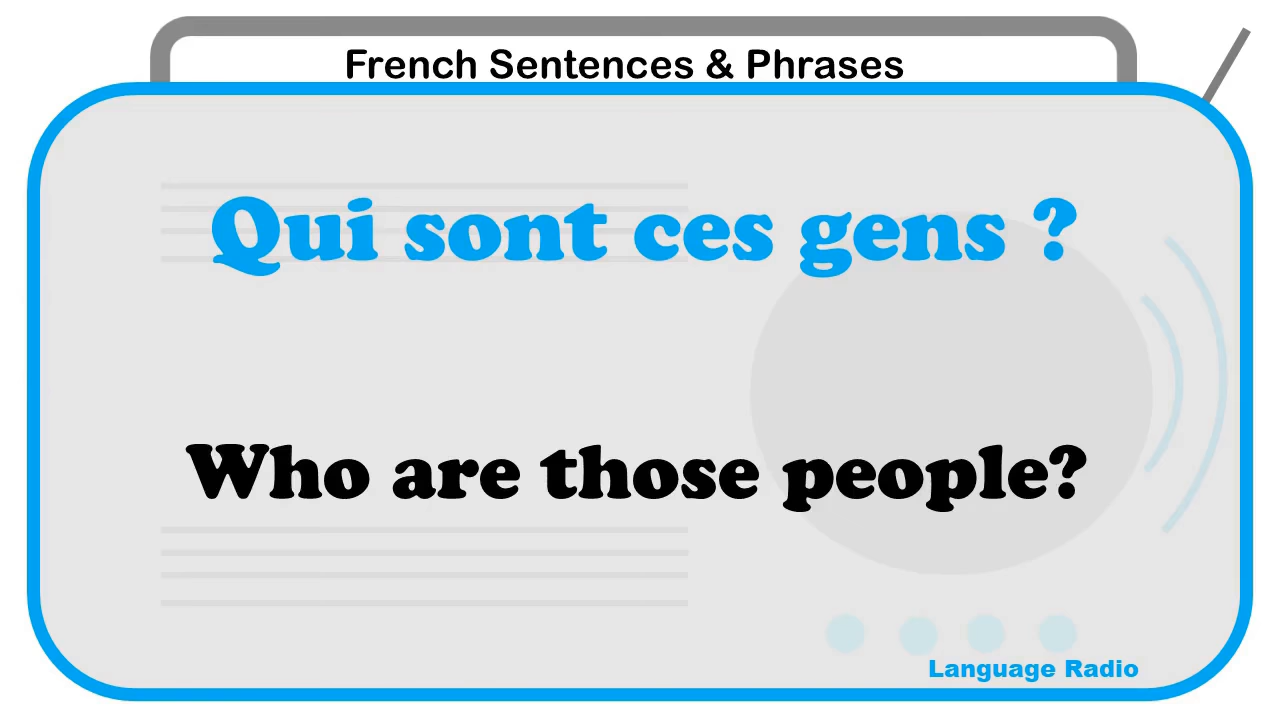 French Sentences & Phrases
Qui sont ces gens ?
Who are those people?
Language Radio